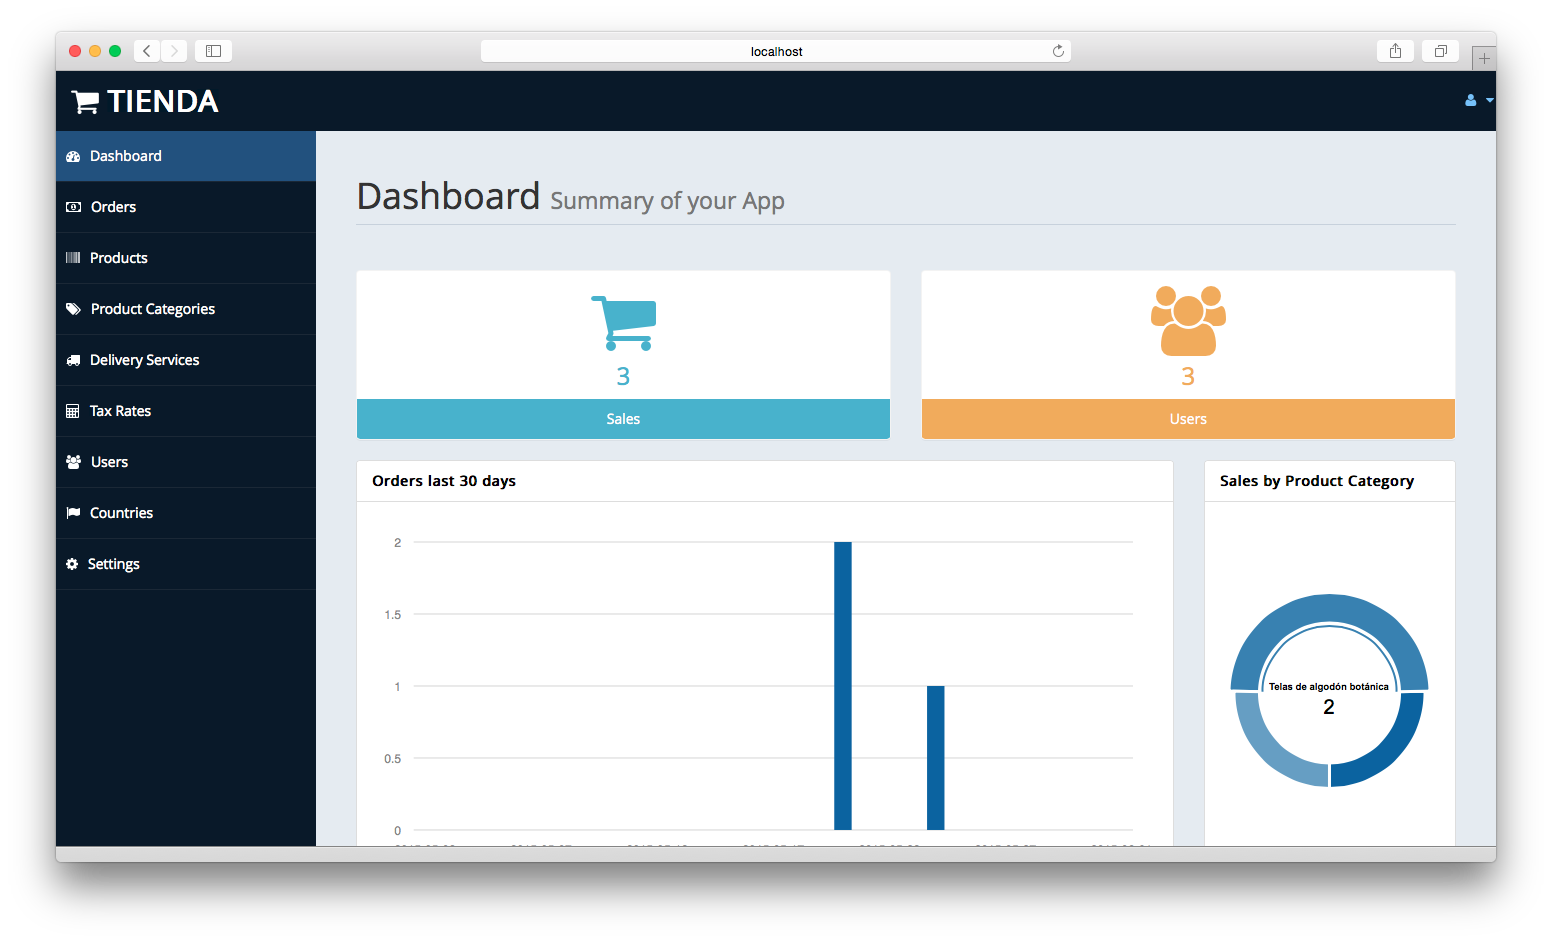 localhost
TIENDA
Dashboard
Orders
Products
Product Categories
Delivery Services
Tax Rates
Users
Countries
Settings
Dashboard Summary of your App
3
Sales
3
Users
Orders last 30 days
2
1.5
1
0.5
0
Sales by Product Category
Telas de algodón botánica
2